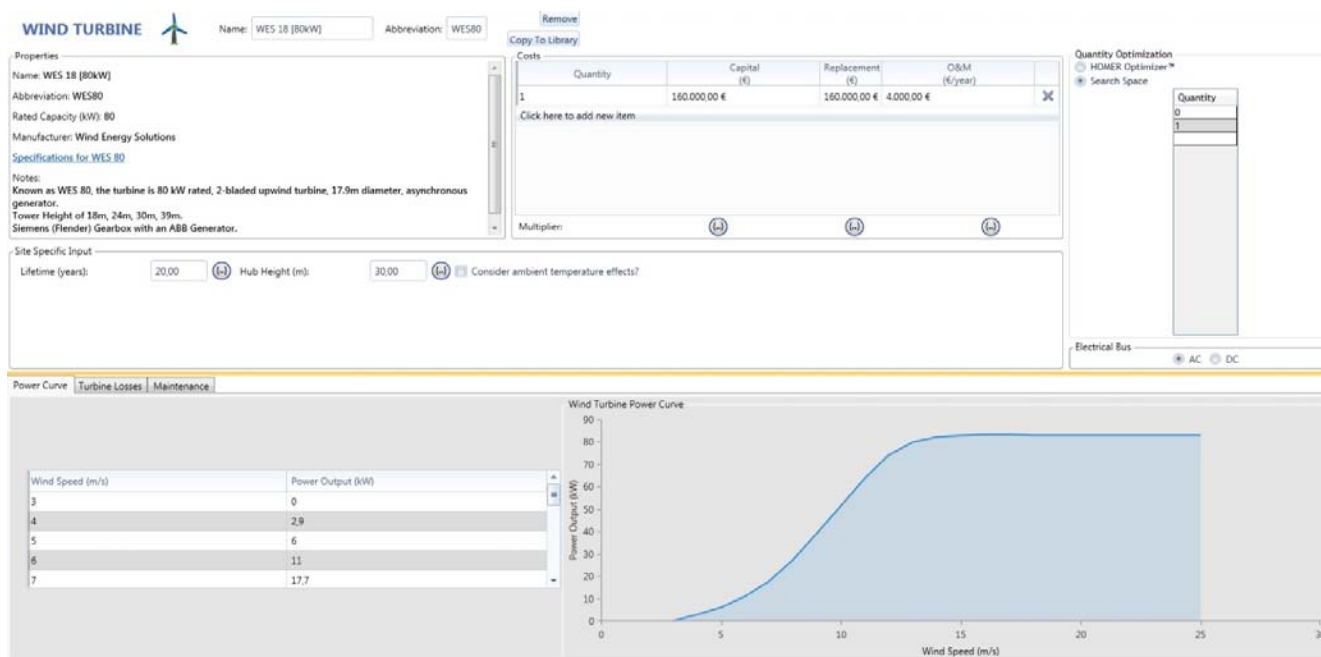 WIND TURBINE
Name: WES 18 [80kW]
Abbreviation: WES80
Remove
Copy To Library
Properties
Name: WES 18 [80kW]
Abbreviation: WES80
Rated Capacity (kW): 80
Manufacturer: Wind Energy Solutions
Specifications for WES 80
Notes:
Known as WES 80, the turbine is 80 kW rated, 2-bladed upwind turbine, 17.9m diameter, asynchronous
generator.
Tower Height of 18m, 24m, 30m, 39m.
Siemens (Flender) Gearbox with an ABB Generator.
Costs
Quantity Capital (€) Replacement (€) O&M (€/year)
1 160.000,00 € 160.000,00 € 4.000,00 €
Click here to add new item
Multiplier: (..) (..) (..)
Quantity Optimization
HOMER Optimizer™
Search Space
Quantity
0
1
Electrical Bus
AC DC
Site Specific Input
Lifetime (years): 20,00 (..) Hub Height (m): 30,00 (..) Consider ambient temperature effects?
Power Curve Turbine Losses Maintenance
Wind Speed (m/s) Power Output (kW)
3 0
4 2,9
5 6
6 11
7 17,7
Wind Turbine Power Curve
Power Output (kW)
90
80
70
60
50
40
30
20
10
0
0 5 10 15 20 25
Wind Speed (m/s)